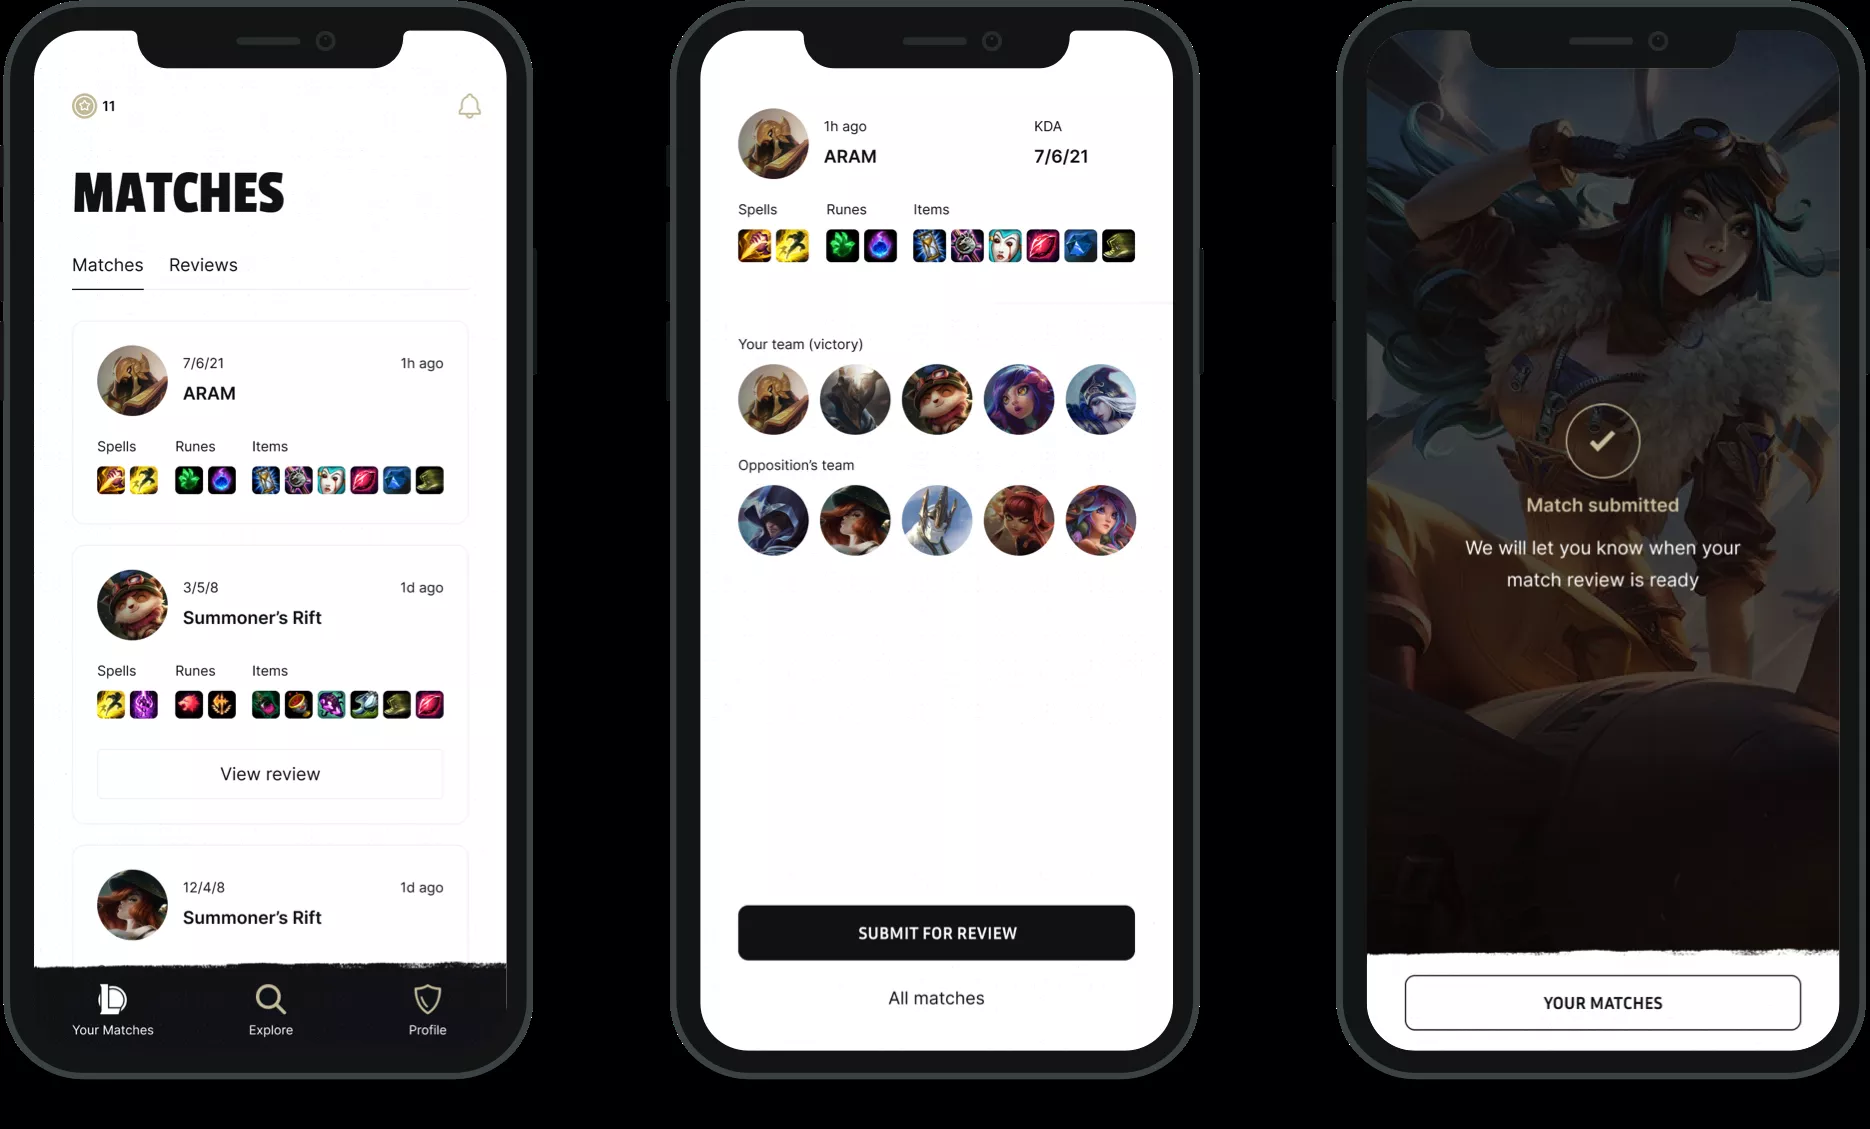 11
MATCHES
Matches Reviews
7/6/21 1h ago
ARAM
Spells Runes Items
3/5/8 1d ago
Summoner's Rift
Spells Runes Items
View review
12/4/8 1d ago
Summoner's Rift
Your Matches Explore Profile
1h ago KDA
ARAM 7/6/21
Spells Runes Items
Your team (victory)
Opposition's team
SUBMIT FOR REVIEW
All matches
Match submitted
We will let you know when your
match review is ready
YOUR MATCHES